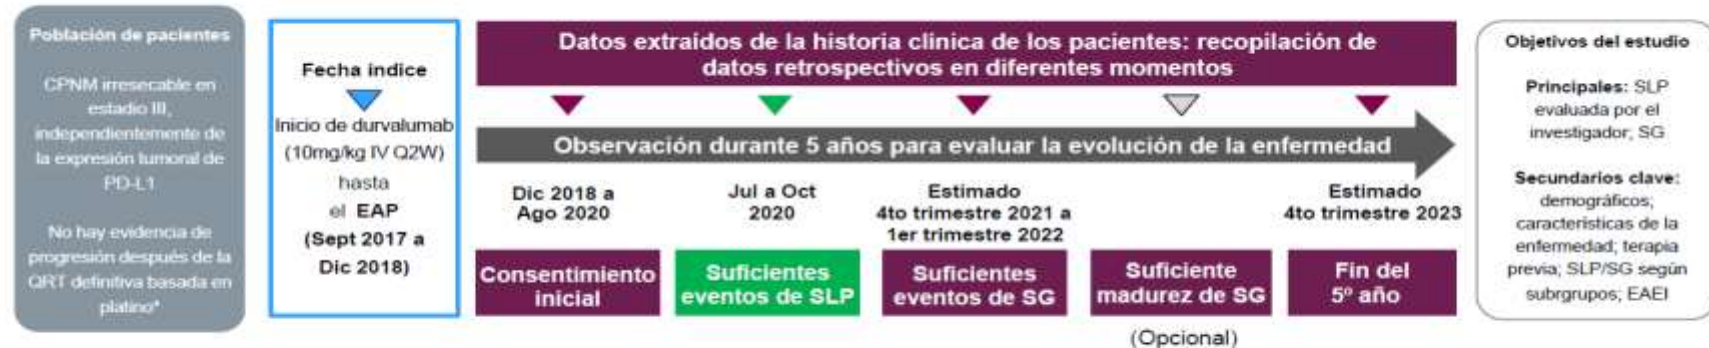 Población de pacientes
CPNM irresecable en
estadio III,
independientemente de
la expresión tumoral de
PD-L1
No hay evidencia de
progresión después de la
QRT definitiva basada en
platino*
Fecha índice
Inicio de durvalumab
(10mg/kg IV Q2W)
hasta
el EAP
(Sept 2017 a
Dic 2018)
Datos extraidos de la historia clinica de los pacientes: recopilación de
datos retrospectivos en diferentes momentos
Observación durante 5 años para evaluar la evolución de la enfermedad
Dic 2018 a
Ago 2020
Consentimiento
inicial
Jul a Oct
2020
Suficientes
eventos de SLP
Estimado
4to trimestre 2021 a
1er trimestre 2022
Suficientes
eventos de SG
Suficiente
madurez de SG
(Opcional)
Estimado
4to trimestre 2023
Fin del
5º año
Objetivos del estudio
Principales: SLP
evaluada por el
investigador; SG
Secundarios clave:
demográficos;
características de la
enfermedad; terapia
previa; SLP/SG según
subrgrupos; EAEI